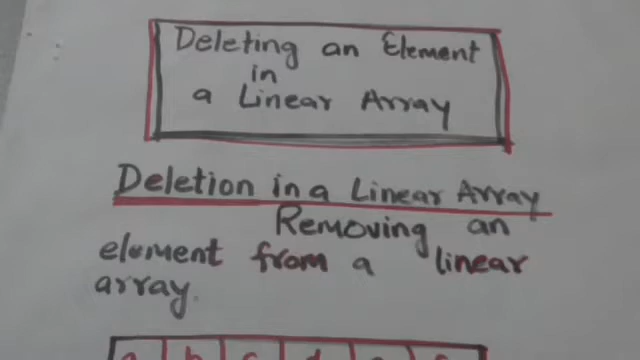 Deleting an Element
in
a Linear Array
Deletion in a Linear Array
Removing an
element from a linear
array.
a b c d e